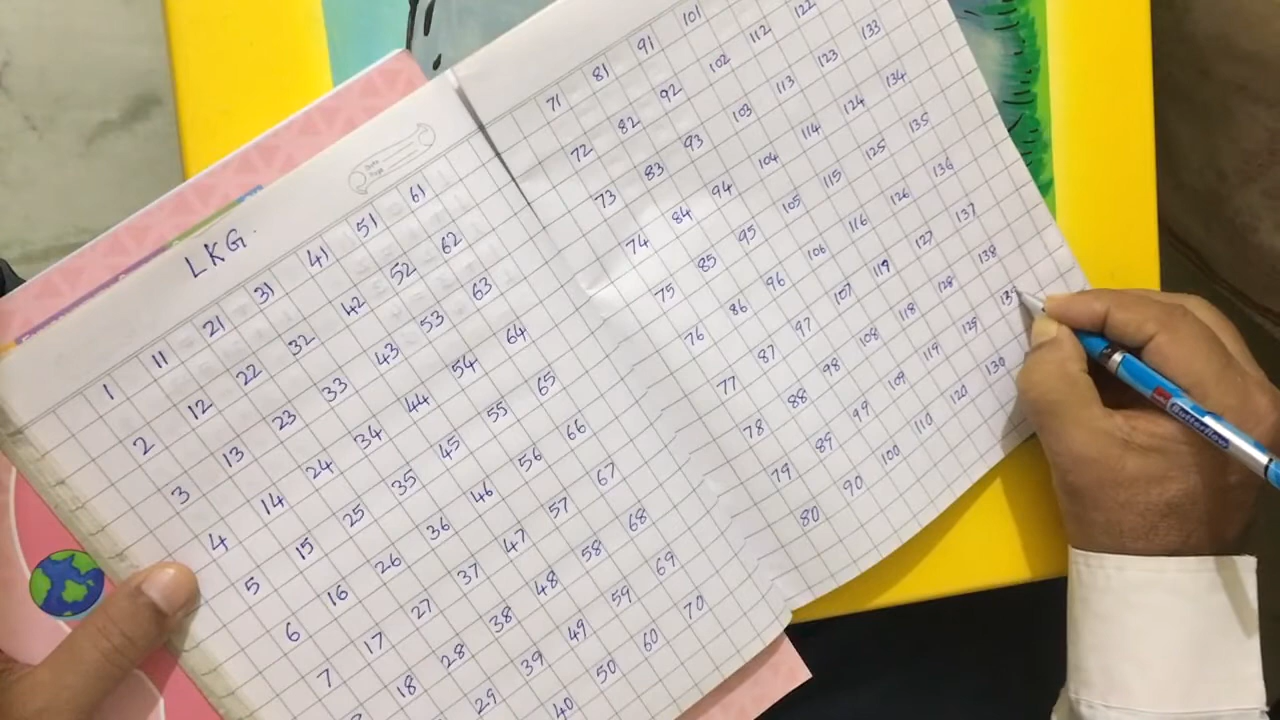 LKG.
1 11 21 31 41 51 61
2 12 22 32 42 52 62
3 13 23 33 43 53 63
4 14 24 34 44 54 64
5 15 25 35 45 55 65
6 16 26 36 46 56 66
7 17 27 37 47 57 67
18 28 38 48 58 68
29 39 49 59 69
40 50 60 70
71 81 91 101
72 82 92 102 112 122
73 83 93 103 113 123 133
74 84 94 104 114 124 134
75 85 95 105 115 125 135
76 86 96 106 116 126 136
77 87 97 107 117 127 137
78 88 98 108 118 128 138
79 89 99 109 119 129 139
80 90 100 110 120 130
Butterflow